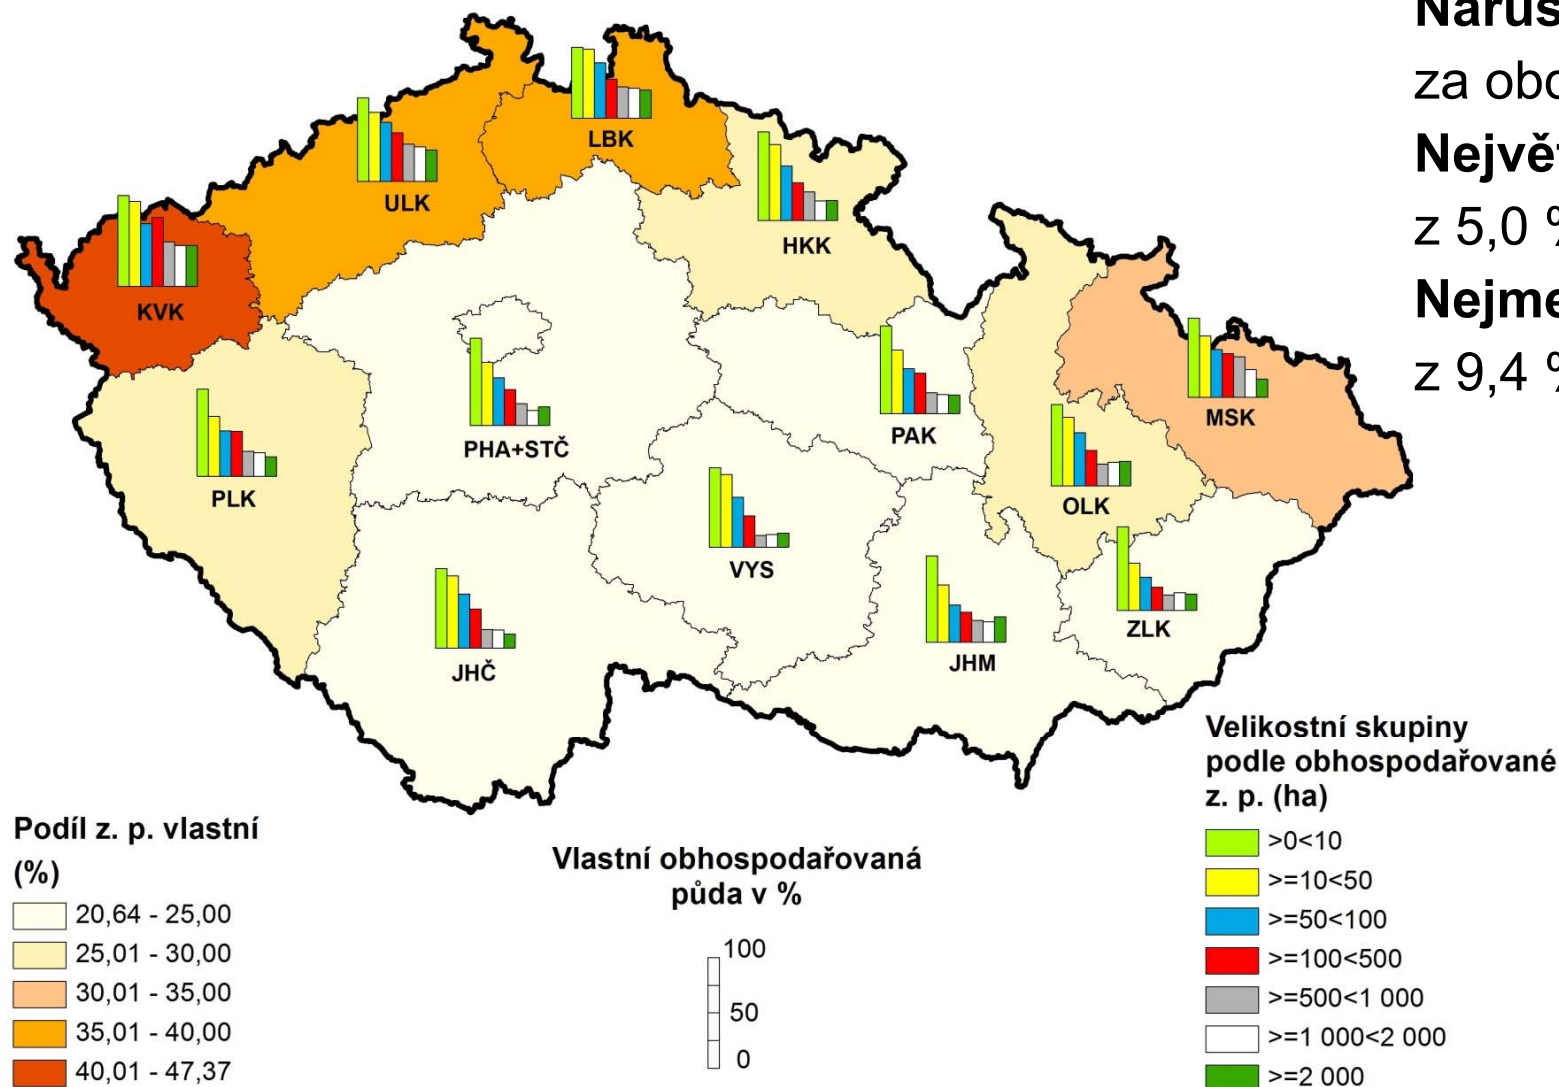 Nárůs
za obd
Největ
z 5,0 %
Nejme
z 9,4 %
LBK
ULK
HKK
KVK
MSK
PAK
PHA+STČ
PLK
OLK
VYS
ZLK
JHM
JHČ
Podíl z. p. vlastní
(%)
20,64 - 25,00
25,01 - 30,00
30,01 - 35,00
35,01 - 40,00
40,01 - 47,37
Vlastní obhospodařovaná
půda v %
100
50
0
Velikostní skupiny
podle obhospodařované
z. p. (ha)
>0<10
>=10<50
>=50<100
>=100<500
>=500<1 000
>=1 000<2 000
>=2 000